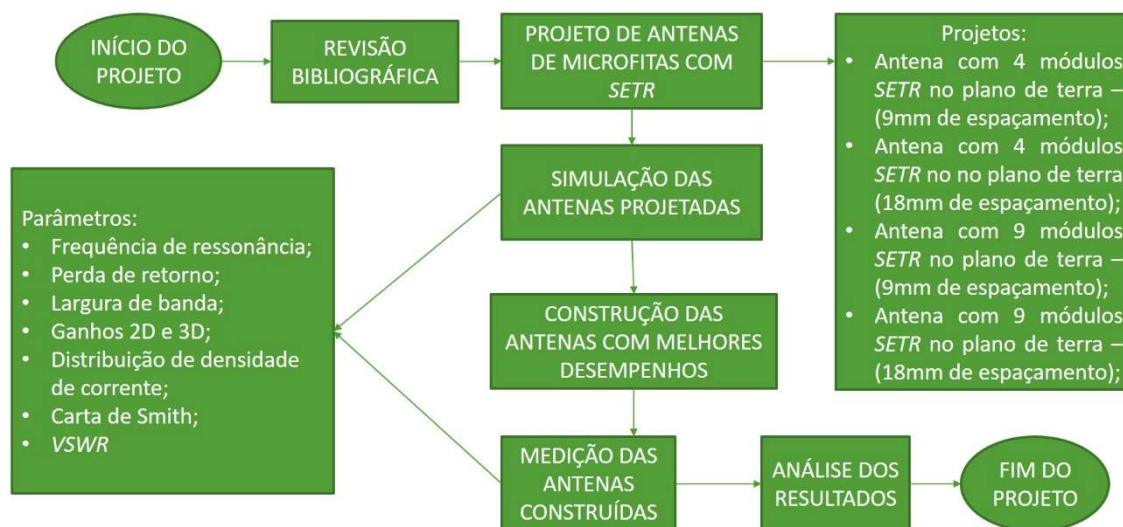 INÍCIO DO
PROJETO
REVISÃO
BIBLIOGRÁFICA
PROJETO DE ANTENAS
DE MICROFITAS COM
SETR
Projetos:
• Antena com 4 módulos
SETR no plano de terra –
(9mm de espaçamento);
• Antena com 4 módulos
SETR no no plano de terra
(18mm de espaçamento);
• Antena com 9 módulos
SETR no plano de terra –
(9mm de espaçamento);
• Antena com 9 módulos
SETR no plano de terra –
(18mm de espaçamento);
SIMULAÇÃO DAS
ANTENAS PROJETADAS
Parâmetros:
• Frequência de ressonância;
• Perda de retorno;
• Largura de banda;
• Ganhos 2D e 3D;
• Distribuição de densidade
de corrente;
• Carta de Smith;
• VSWR
CONSTRUÇÃO DAS
ANTENAS COM MELHORES
DESEMPENHOS
MEDIÇÃO DAS
ANTENAS
CONSTRUÍDAS
ANÁLISE DOS
RESULTADOS
FIM DO
PROJETO